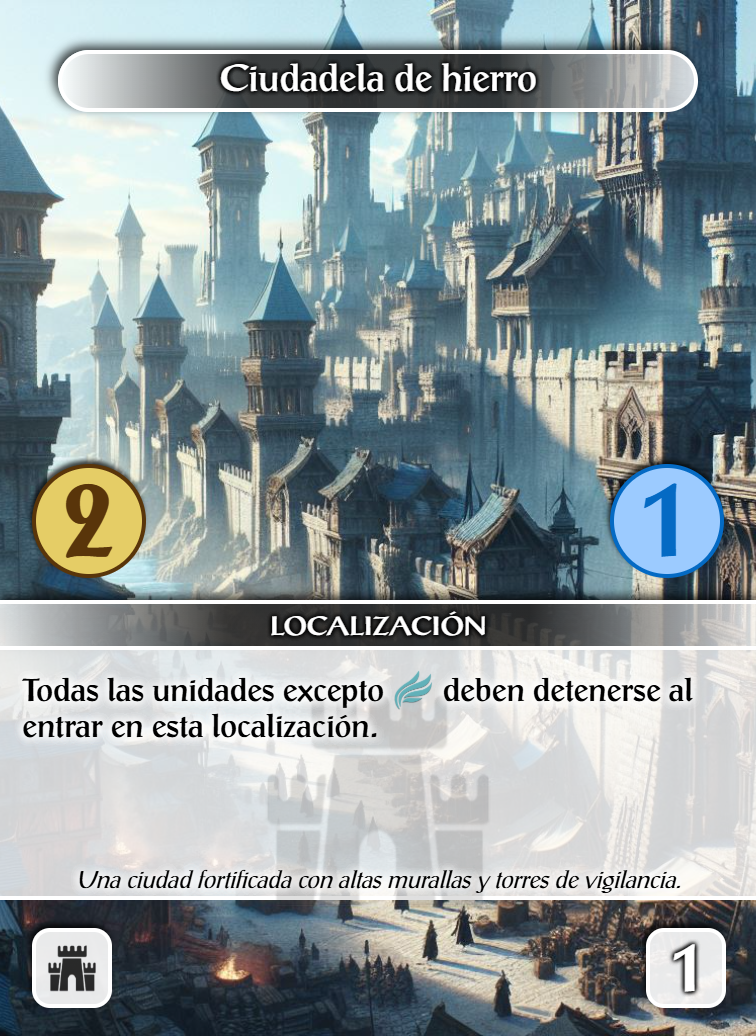 Ciudadela de hierro
2
1
LOCALIZACIÓN
Todas las unidades excepto deben detenerse al
entrar en esta localización.
Una ciudad fortificada con altas murallas y torres de vigilancia.
1